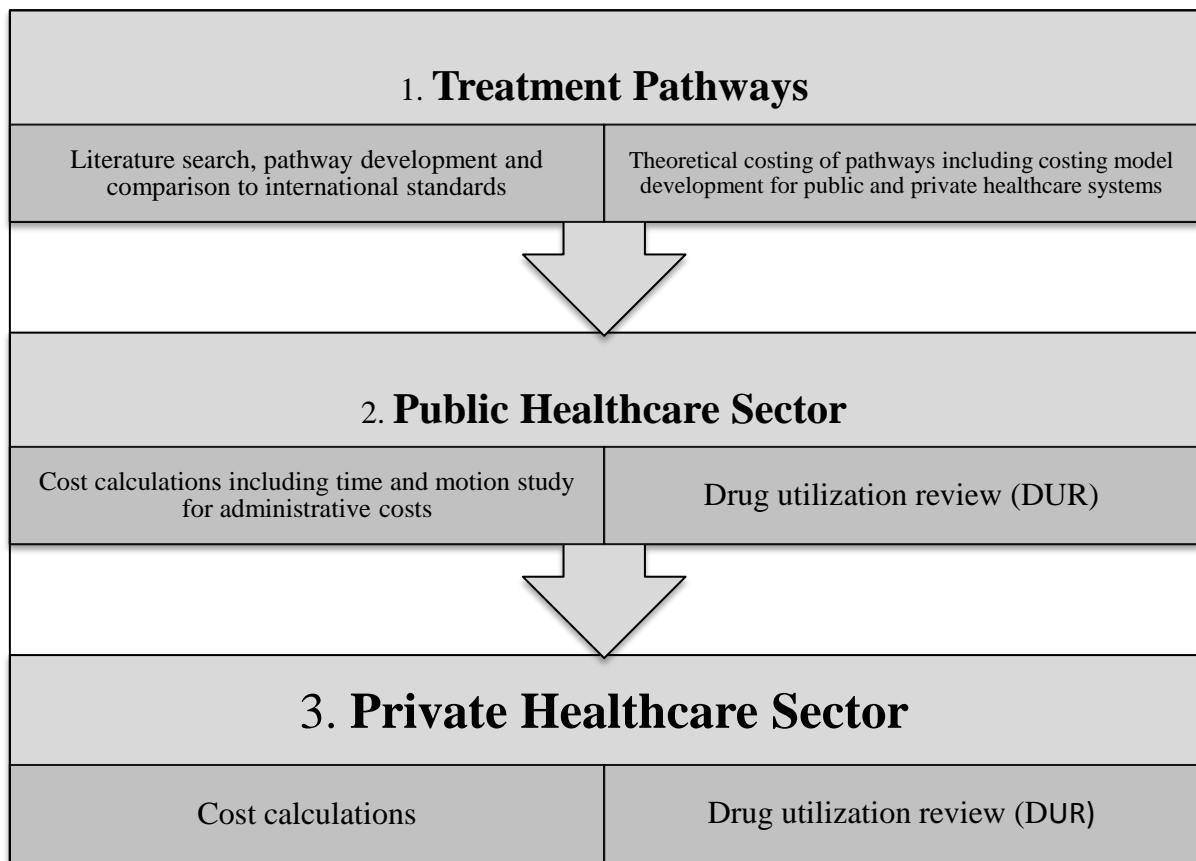 1. Treatment Pathways
Literature search, pathway development and
comparison to international standards
Theoretical costing of pathways including costing model
development for public and private healthcare systems
2. Public Healthcare Sector
Cost calculations including time and motion study
for administrative costs
Drug utilization review (DUR)
3. Private Healthcare Sector
Cost calculations
Drug utilization review (DUR)